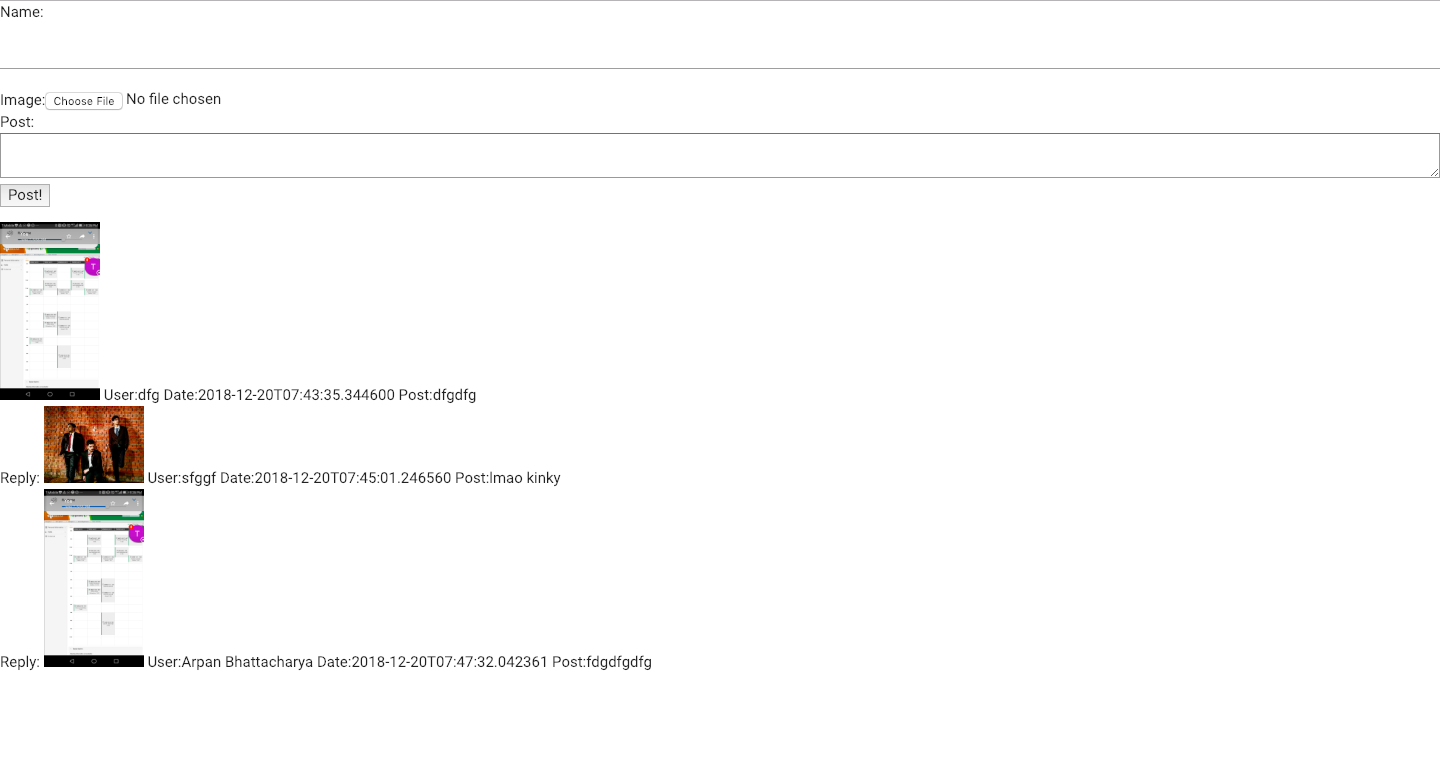 Name:
Image: Choose File No file chosen
Post:
Post!
User:dfg Date:2018-12-20T07:43:35.344600 Post:dfgdfg
Reply: User:sfggf Date:2018-12-20T07:45:01.246560 Post:lmao kinky
Reply: User:Arpan Bhattacharya Date:2018-12-20T07:47:32.042361 Post:fdgdfgdfg